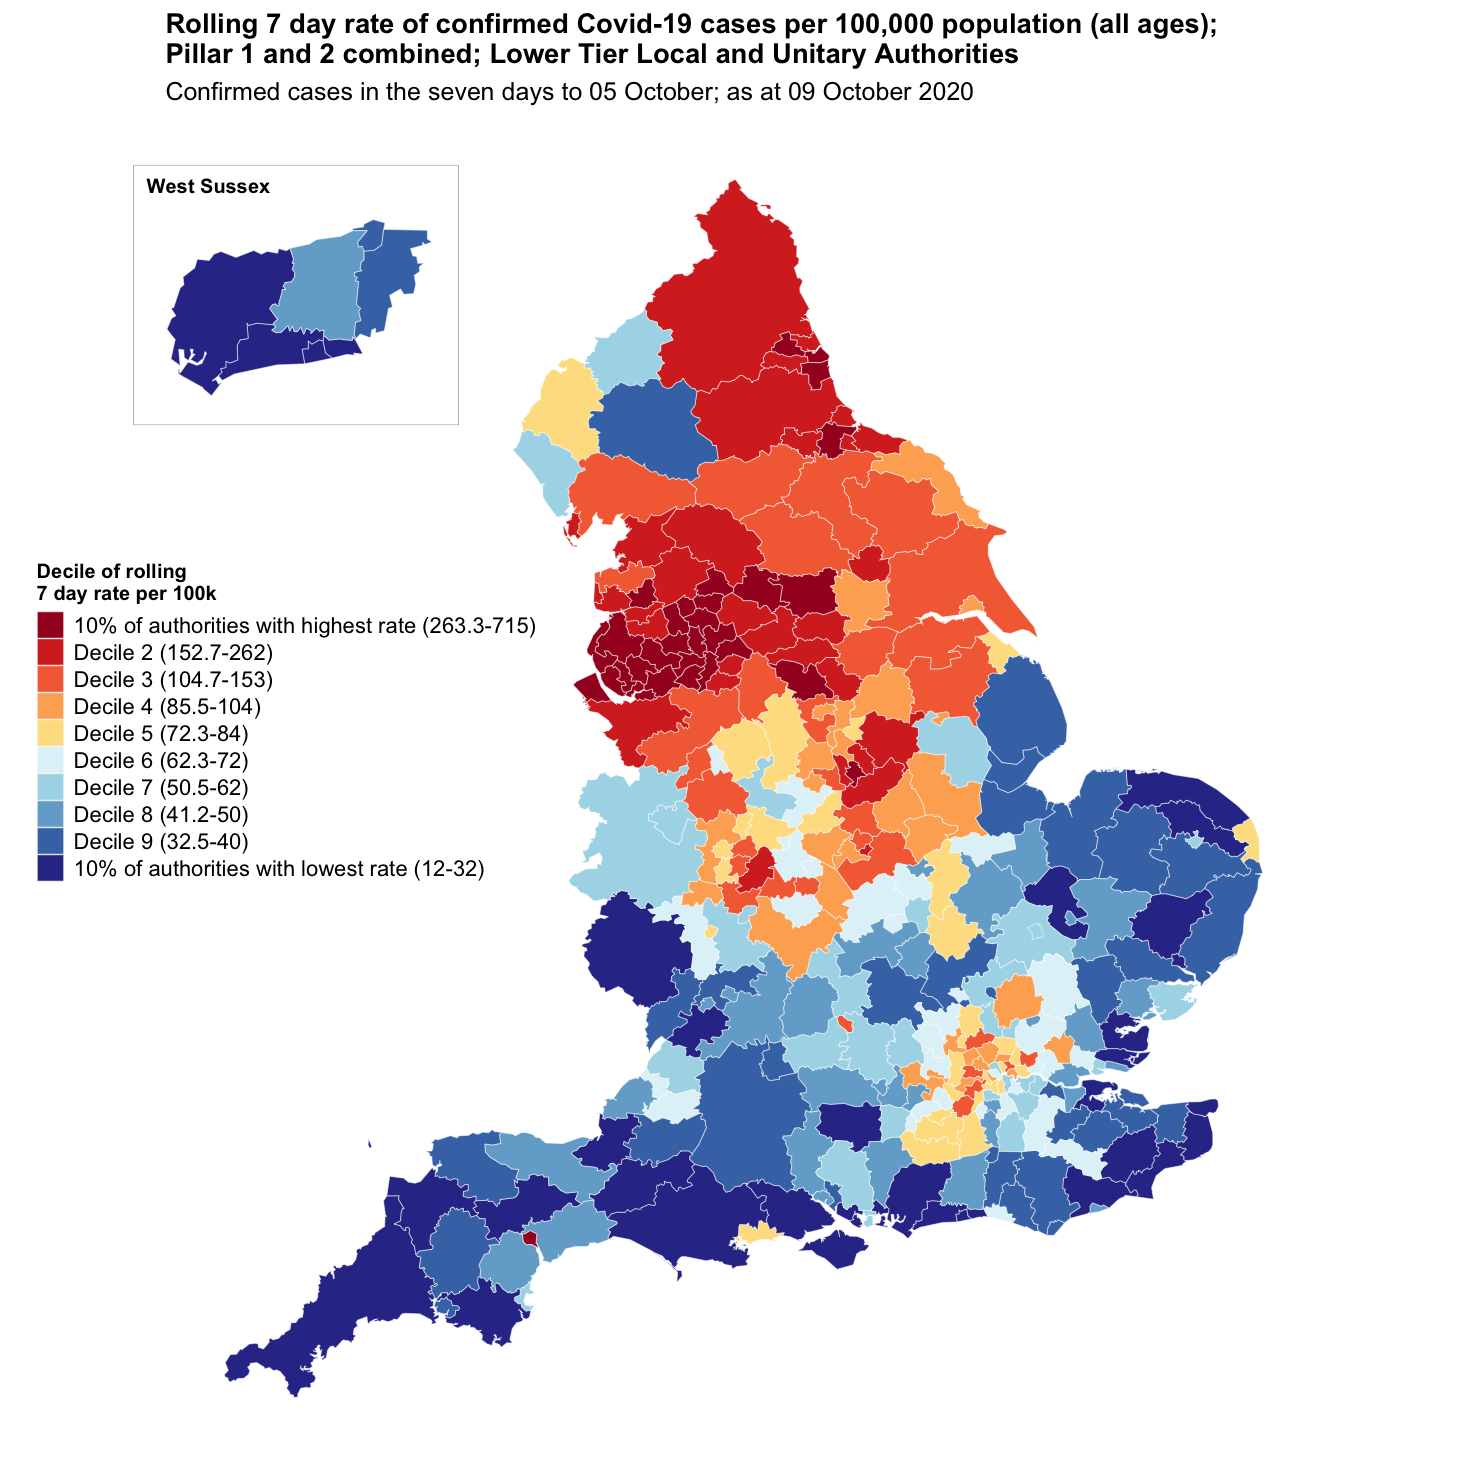 Rolling 7 day rate of confirmed Covid-19 cases per 100,000 population (all ages);
Pillar 1 and 2 combined; Lower Tier Local and Unitary Authorities
Confirmed cases in the seven days to 05 October; as at 09 October 2020
West Sussex
Decile of rolling
7 day rate per 100k
10% of authorities with highest rate (263.3-715)
Decile 2 (152.7-262)
Decile 3 (104.7-153)
Decile 4 (85.5-104)
Decile 5 (72.3-84)
Decile 6 (62.3-72)
Decile 7 (50.5-62)
Decile 8 (41.2-50)
Decile 9 (32.5-40)
10% of authorities with lowest rate (12-32)